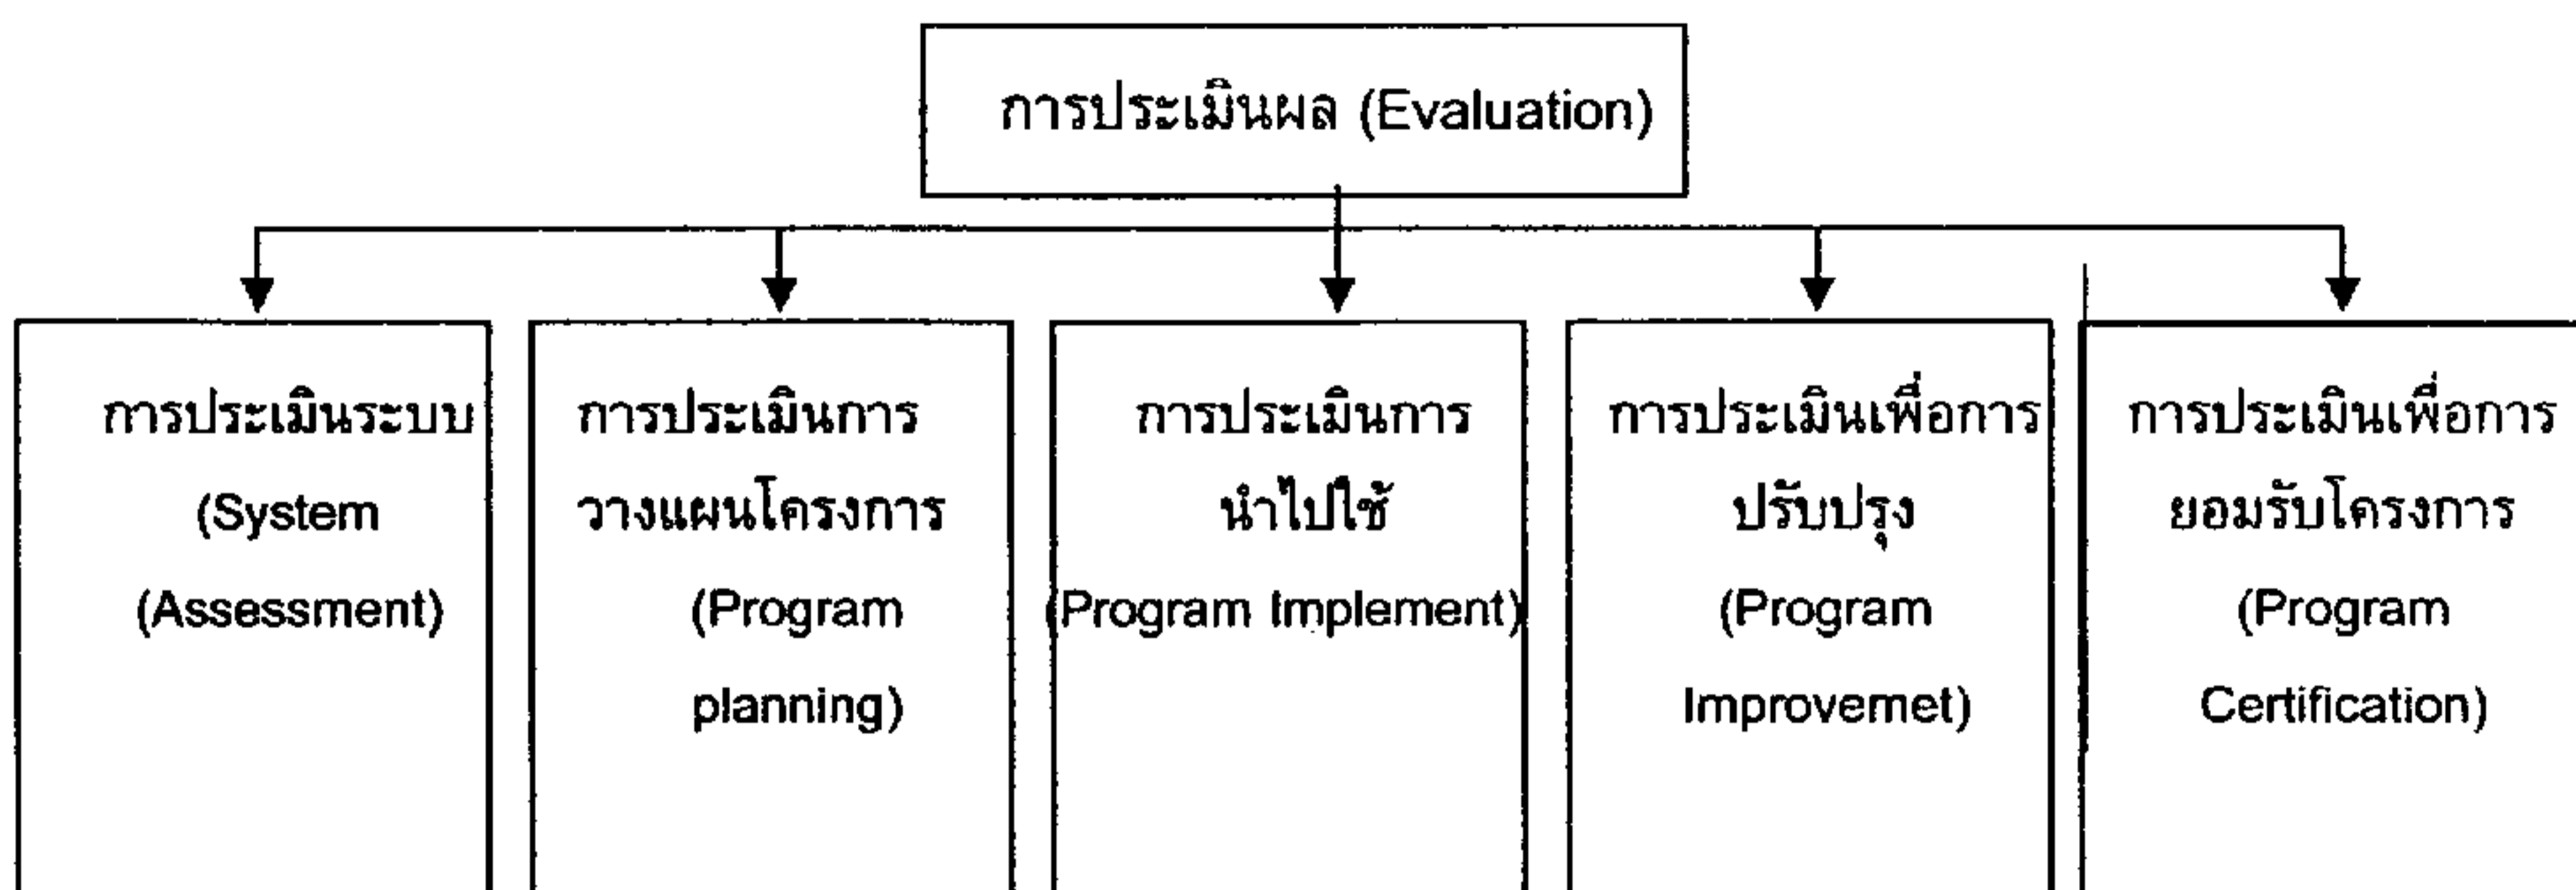 การประเมินผล (Evaluation)
การประเมินระบบ
(System
(Assessment)
การประเมินการ
วางแผนโครงการ
(Program
planning)
การประเมินการ
นำไปใช้
(Program Implement)
การประเมินเพื่อการ
ปรับปรุง
(Program
Improvemet)
การประเมินเพื่อการ
ยอมรับโครงการ
(Program
Certification)